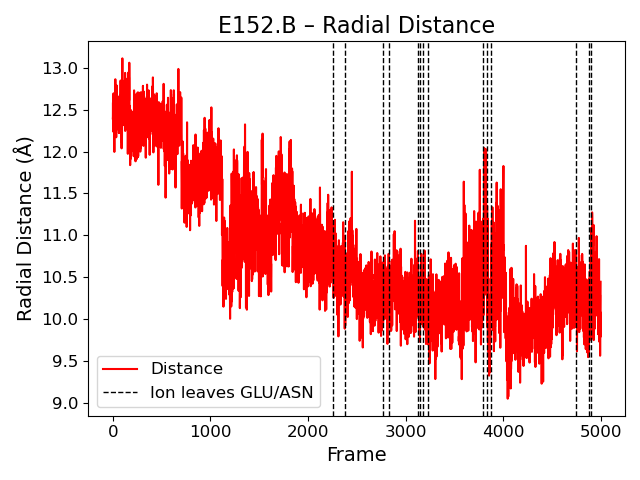 E152.B – Radial Distance
Radial Distance (Å)
13.0
12.5
12.0
11.5
11.0
10.5
10.0
9.5
9.0
Distance
Ion leaves GLU/ASN
0 1000 2000 3000 4000 5000
Frame